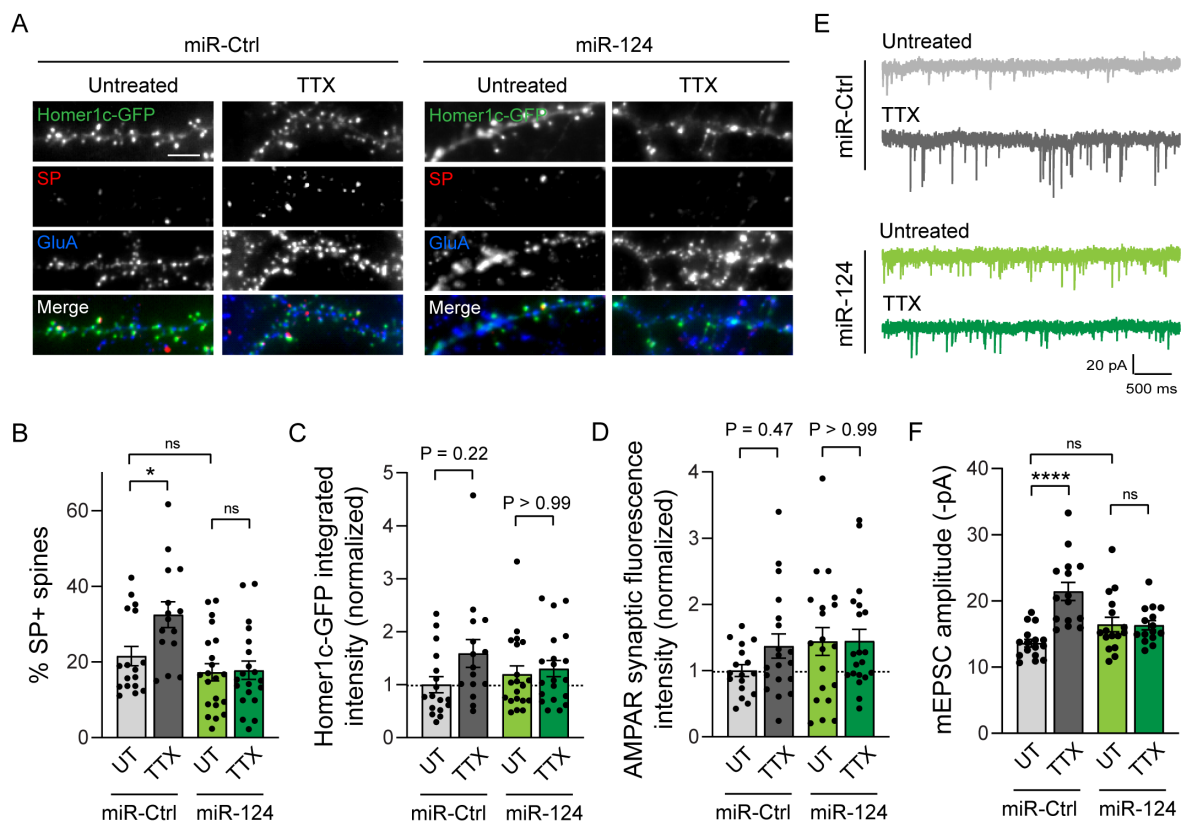 A
miR-Ctrl
miR-124
Untreated
TTX
Untreated
TTX
Homer1c-GFP
Homer1c-GFP
SP
SP
GluA
GluA
Merge
Merge
E
Untreated
miR-Ctrl
TTX
Untreated
miR-124
TTX
20 pA
500 ms
B
ns
*
ns
% SP+ spines
60
40
20
0
UT
TTX
UT
TTX
miR-Ctrl
miR-124
C
P = 0.22
P > 0.99
Homer1c-GFP integrated
intensity (normalized)
5
4
3
2
1
0
UT
TTX
UT
TTX
miR-Ctrl
miR-124
D
P = 0.47
P > 0.99
AMPAR synaptic fluorescence
intensity (normalized)
4
3
2
1
0
UT
TTX
UT
TTX
miR-Ctrl
miR-124
F
ns
****
ns
mEPSC amplitude (-pA)
40
30
20
10
0
UT
TTX
UT
TTX
miR-Ctrl
miR-124